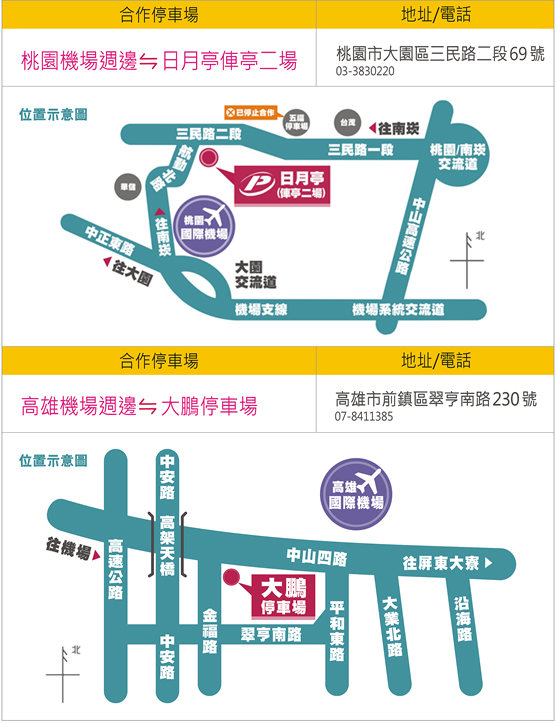 合作停車場
地址/電話
桃園機場週邊⇋日月亭俥亭二場
桃園市大園區三民路二段69號
03-3830220
位置示意圖
已停止合作
五福
停車場
台茂
往南崁
三民路二段
三民路一段
桃園/南崁
交流道
航勤北路
日月亭
(俥亭二場)
華儲
桃園
國際機場
往南崁
中山高速公路
北
中正東路
往大園
大園
交流道
機場支線
機場系統交流道
合作停車場
地址/電話
高雄機場週邊⇋大鵬停車場
高雄市前鎮區翠亨南路230號
07-8411385
位置示意圖
中安路
高雄
國際機場
往機場
高速公路
高架天橋
中山四路
往屏東大寮
大鵬
停車場
金福路
翠亨南路
平和東路
大業北路
沿海路
中安路
北